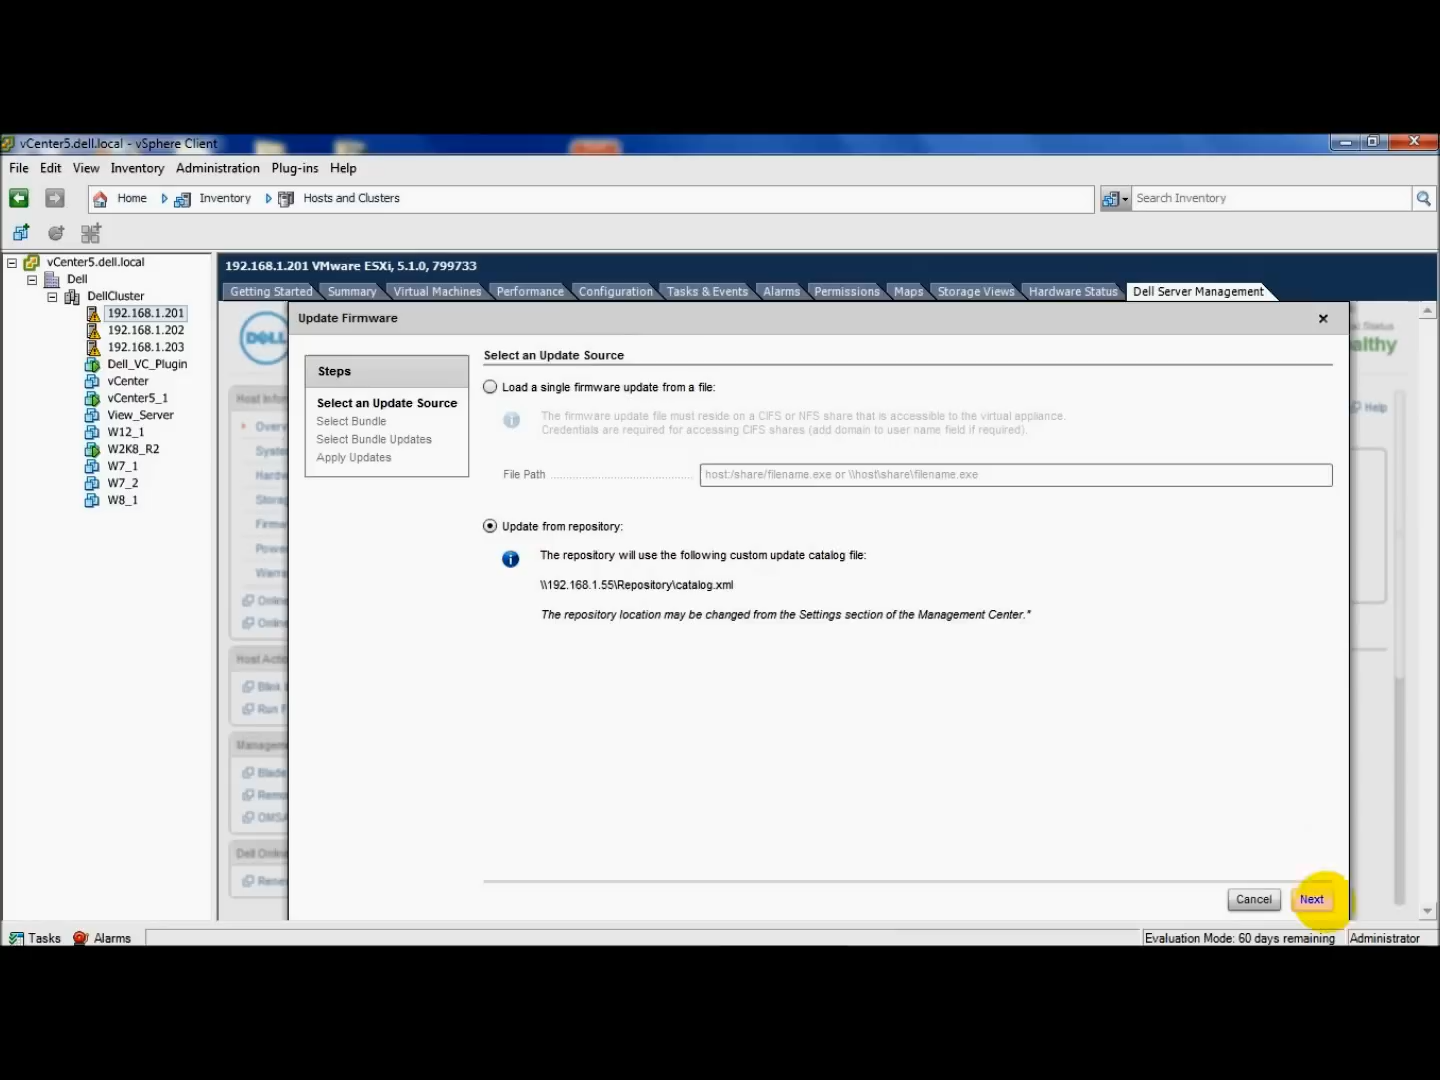 vCenter5.dell.local - vSphere Client
File Edit View Inventory Administration Plug-ins Help
Home Inventory Hosts and Clusters
Search Inventory
vCenter5.dell.local
Dell
DellCluster
192.168.1.201
192.168.1.202
192.168.1.203
Dell_VC_Plugin
vCenter
vCenter5_1
View_Server
W12_1
W2K8_R2
W7_1
W7_2
W8_1
192.168.1.201 VMware ESXi, 5.1.0, 799733
Getting Started Summary Virtual Machines Performance Configuration Tasks & Events Alarms Permissions Maps Storage Views Hardware Status Dell Server Management
DELL
Help
Update Firmware
Steps
Select an Update Source
Select Bundle
Select Bundle Updates
Apply Updates
Select an Update Source
Load a single firmware update from a file:
The firmware update file must reside on a CIFS or NFS share that is accessible to the virtual appliance.
Credentials are required for accessing CIFS shares (add domain to user name field if required).
File Path host:/share/filename.exe or \\host\share\filename.exe
Update from repository:
The repository will use the following custom update catalog file:
\\192.168.1.55\Repository\catalog.xml
The repository location may be changed from the Settings section of the Management Center.*
Cancel Next
Tasks Alarms
Evaluation Mode: 60 days remaining Administrator